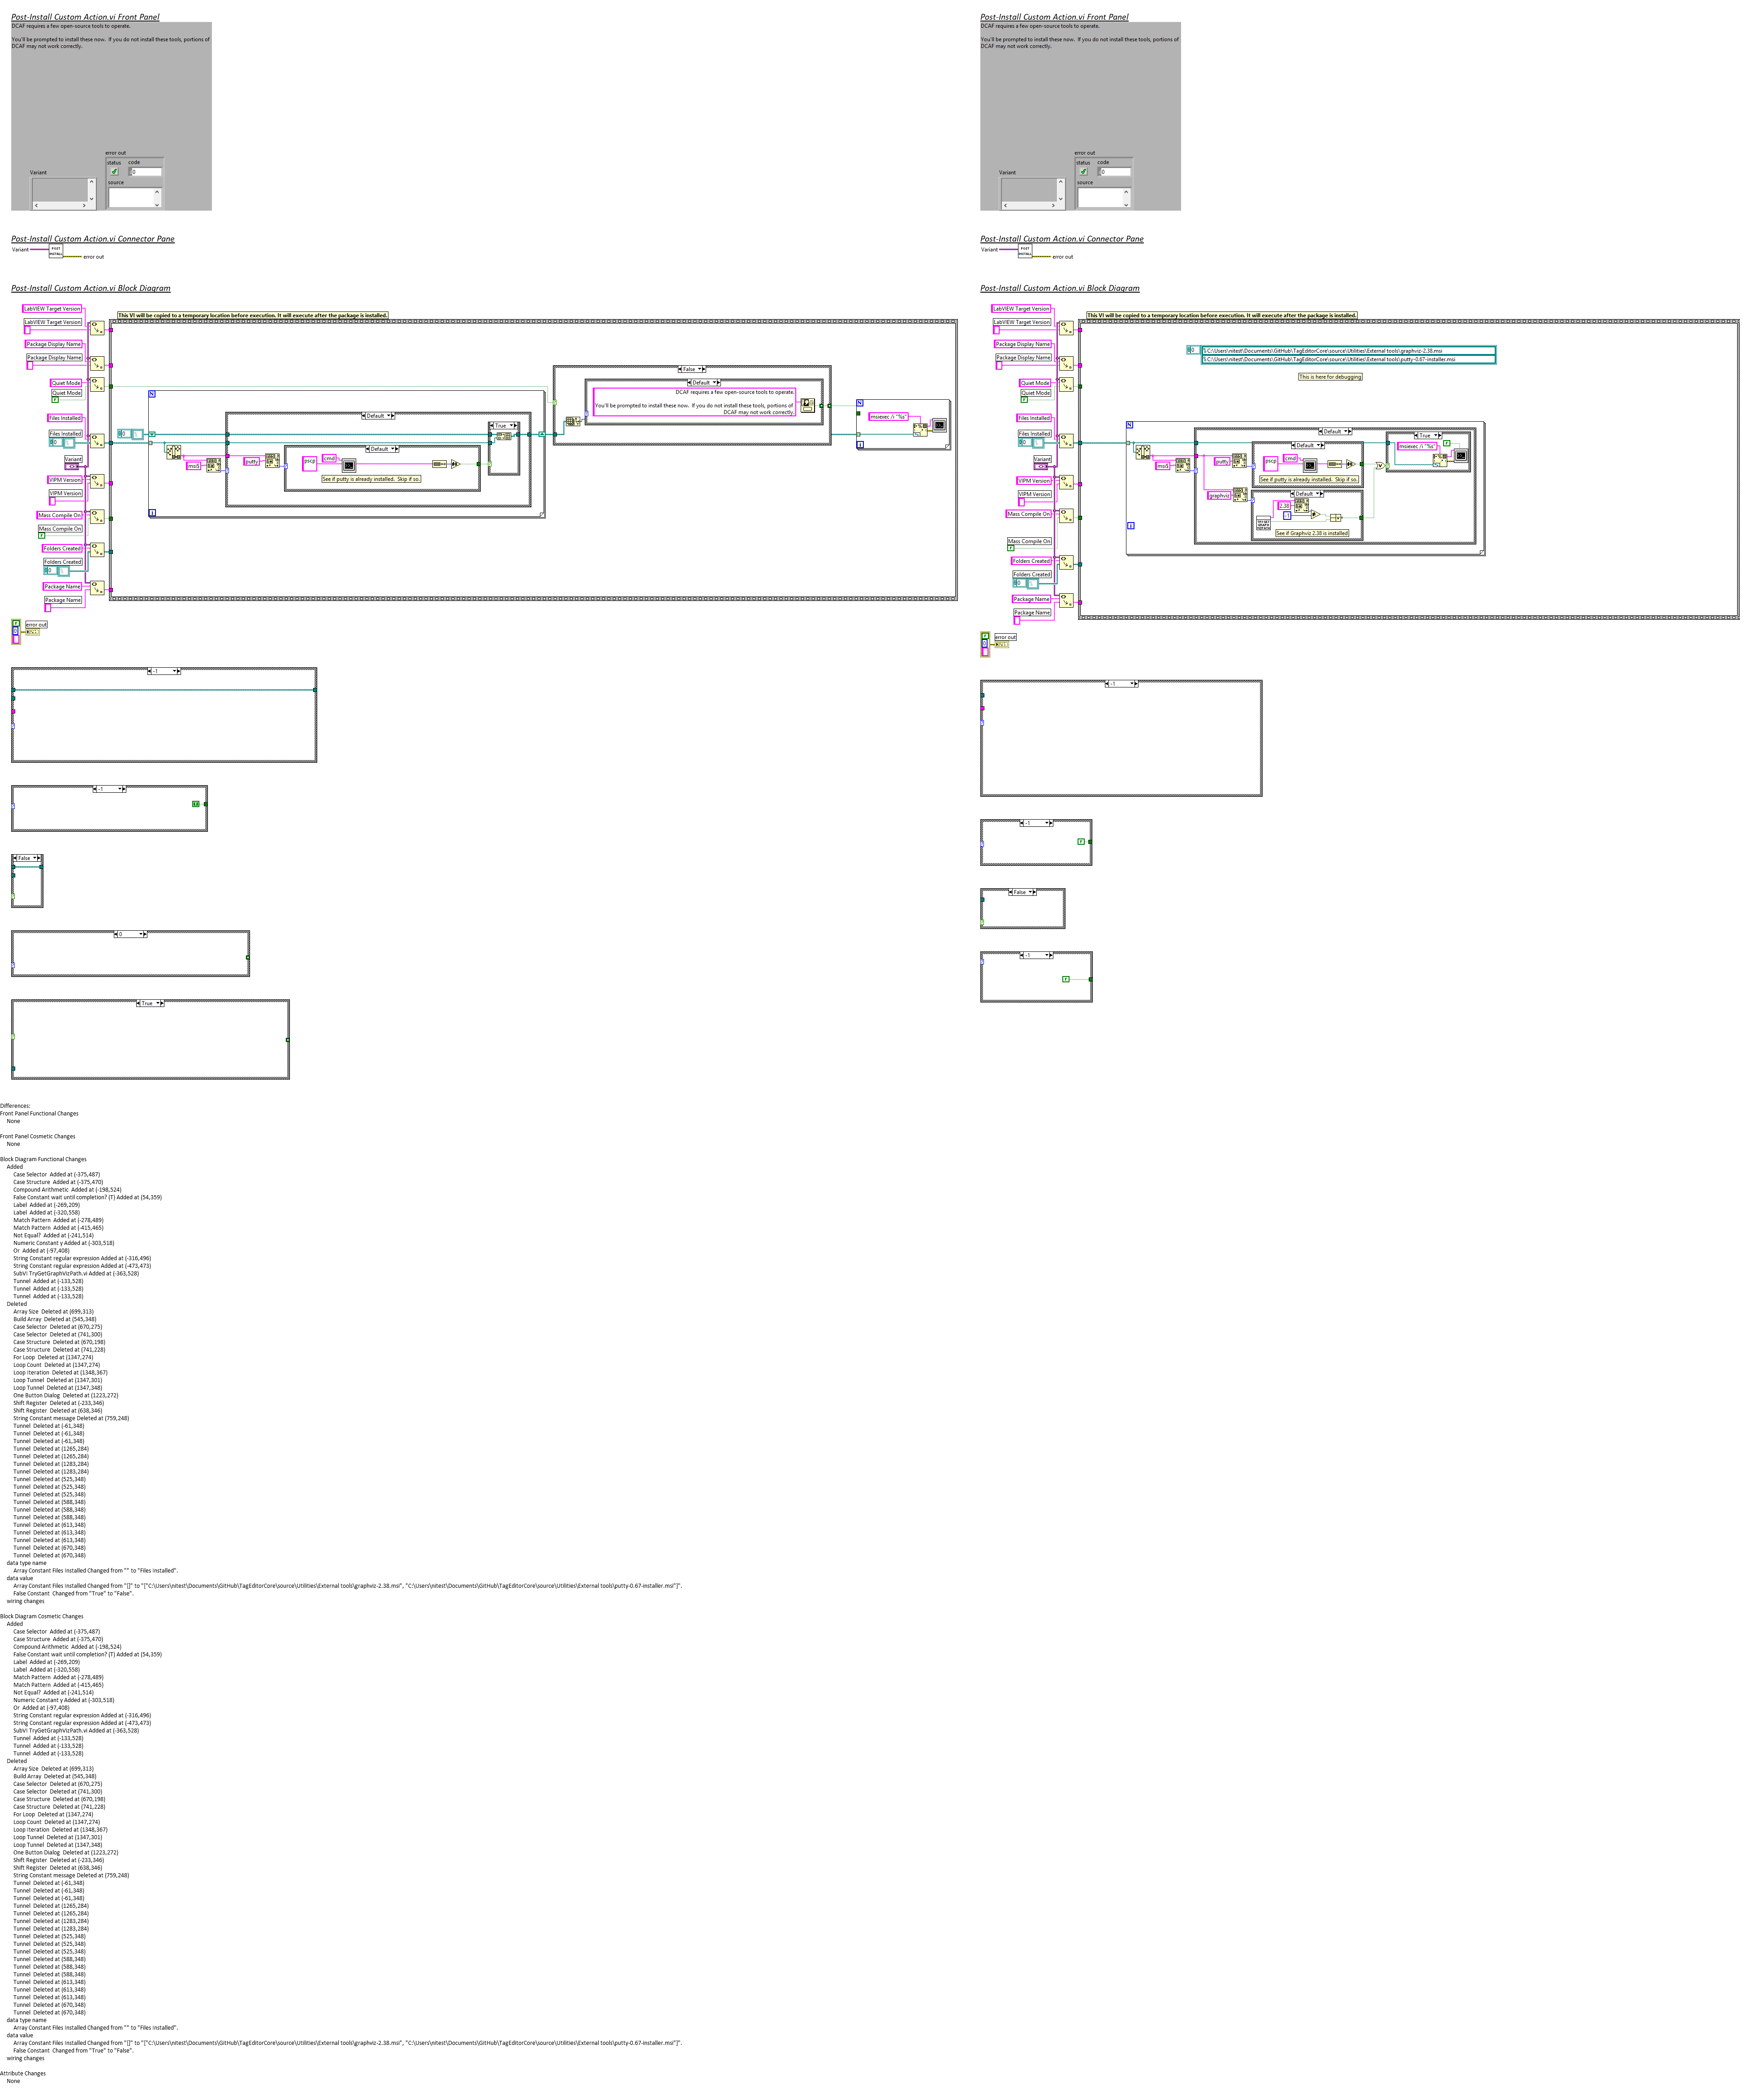 Post-Install Custom Action.vi Front Panel
DCAF requires a few open-source tools to operate.
You'll be prompted to install these now.  If you do not install these tools, portions of
DCAF may not work correctly.
error out
status code
0
source
Variant
Post-Install Custom Action.vi Connector Pane
Variant
POST
INSTALL
error out
Post-Install Custom Action.vi Block Diagram
This VI will be copied to a temporary location before execution. It will execute after the package is installed.
LabVIEW Target Version
LabVIEW Target Version
Package Display Name
Package Display Name
Quiet Mode
Quiet Mode
Files Installed
Files Installed
Variant
VIPM Version
VIPM Version
Mass Compile On
Mass Compile On
Folders Created
Folders Created
Package Name
Package Name
error out
Default
putty
pscp
cmd
Default
See if putty is already installed.  Skip if so.
True
False
Default
DCAF requires a few open-source tools to operate.
You'll be prompted to install these now.  If you do not install these tools, portions of
DCAF may not work correctly.
msiexec /i "%s"
-1
-1
False
0
True
Post-Install Custom Action.vi Front Panel
DCAF requires a few open-source tools to operate.
You'll be prompted to install these now.  If you do not install these tools, portions of
DCAF may not work correctly.
error out
status code
0
source
Variant
Post-Install Custom Action.vi Connector Pane
Variant
POST
INSTALL
error out
Post-Install Custom Action.vi Block Diagram
This VI will be copied to a temporary location before execution. It will execute after the package is installed.
LabVIEW Target Version
LabVIEW Target Version
Package Display Name
Package Display Name
Quiet Mode
Quiet Mode
Files Installed
Files Installed
Variant
VIPM Version
VIPM Version
Mass Compile On
Mass Compile On
Folders Created
Folders Created
Package Name
Package Name
error out
C:\Users\nitest\Documents\GitHub\TagEditorCore\source\Utilities\External tools\graphviz-2.38.msi
C:\Users\nitest\Documents\GitHub\TagEditorCore\source\Utilities\External tools\putty-0.67-installer.msi
This is here for debugging
Default
putty
Default
pscp
cmd
See if putty is already installed.  Skip if so.
True
msiexec /i "%s"
graphviz
Default
2.38
See if Graphviz 2.38 is installed
-1
-1
False
-1
Differences:
Front Panel Functional Changes
None
Front Panel Cosmetic Changes
None
Block Diagram Functional Changes
Added
Case Selector  Added at (-375,487)
Case Structure  Added at (-375,470)
Compound Arithmetic  Added at (-198,524)
False Constant wait until completion? (T) Added at (54,359)
Label  Added at (-269,209)
Label  Added at (-320,558)
Match Pattern  Added at (-278,489)
Match Pattern  Added at (-415,465)
Not Equal?  Added at (-241,514)
Numeric Constant y Added at (-303,518)
Or  Added at (-97,408)
String Constant regular expression Added at (-316,496)
String Constant regular expression Added at (-473,473)
SubVI TryGetGraphVizPath.vi Added at (-363,528)
Tunnel  Added at (-133,528)
Tunnel  Added at (-133,528)
Tunnel  Added at (-133,528)
Deleted
Array Size  Deleted at (699,313)
Build Array  Deleted at (545,348)
Case Selector  Deleted at (670,275)
Case Selector  Deleted at (741,300)
Case Structure  Deleted at (670,198)
Case Structure  Deleted at (741,228)
For Loop  Deleted at (1347,274)
Loop Count  Deleted at (1347,274)
Loop Iteration  Deleted at (1348,367)
Loop Tunnel  Deleted at (1347,301)
Loop Tunnel  Deleted at (1347,348)
One Button Dialog  Deleted at (1223,272)
Shift Register  Deleted at (-233,346)
Shift Register  Deleted at (638,346)
String Constant message Deleted at (759,248)
Tunnel  Deleted at (-61,348)
Tunnel  Deleted at (-61,348)
Tunnel  Deleted at (-61,348)
Tunnel  Deleted at (1265,284)
Tunnel  Deleted at (1265,284)
Tunnel  Deleted at (1283,284)
Tunnel  Deleted at (1283,284)
Tunnel  Deleted at (525,348)
Tunnel  Deleted at (525,348)
Tunnel  Deleted at (525,348)
Tunnel  Deleted at (588,348)
Tunnel  Deleted at (588,348)
Tunnel  Deleted at (588,348)
Tunnel  Deleted at (613,348)
Tunnel  Deleted at (613,348)
Tunnel  Deleted at (613,348)
Tunnel  Deleted at (670,348)
Tunnel  Deleted at (670,348)
data type name
Array Constant Files Installed Changed from "" to "Files Installed".
data value
Array Constant Files Installed Changed from "[]" to "["C:\Users\nitest\Documents\GitHub\TagEditorCore\source\Utilities\External tools\graphviz-2.38.msi", "C:\Users\nitest\Documents\GitHub\TagEditorCore\source\Utilities\External tools\putty-0.67-installer.msi"]".
False Constant  Changed from "True" to "False".
wiring changes
Block Diagram Cosmetic Changes
Added
Case Selector  Added at (-375,487)
Case Structure  Added at (-375,470)
Compound Arithmetic  Added at (-198,524)
False Constant wait until completion? (T) Added at (54,359)
Label  Added at (-269,209)
Label  Added at (-320,558)
Match Pattern  Added at (-278,489)
Match Pattern  Added at (-415,465)
Not Equal?  Added at (-241,514)
Numeric Constant y Added at (-303,518)
Or  Added at (-97,408)
String Constant regular expression Added at (-316,496)
String Constant regular expression Added at (-473,473)
SubVI TryGetGraphVizPath.vi Added at (-363,528)
Tunnel  Added at (-133,528)
Tunnel  Added at (-133,528)
Tunnel  Added at (-133,528)
Deleted
Array Size  Deleted at (699,313)
Build Array  Deleted at (545,348)
Case Selector  Deleted at (670,275)
Case Selector  Deleted at (741,300)
Case Structure  Deleted at (670,198)
Case Structure  Deleted at (741,228)
For Loop  Deleted at (1347,274)
Loop Count  Deleted at (1347,274)
Loop Iteration  Deleted at (1348,367)
Loop Tunnel  Deleted at (1347,301)
Loop Tunnel  Deleted at (1347,348)
One Button Dialog  Deleted at (1223,272)
Shift Register  Deleted at (-233,346)
Shift Register  Deleted at (638,346)
String Constant message Deleted at (759,248)
Tunnel  Deleted at (-61,348)
Tunnel  Deleted at (-61,348)
Tunnel  Deleted at (-61,348)
Tunnel  Deleted at (1265,284)
Tunnel  Deleted at (1265,284)
Tunnel  Deleted at (1283,284)
Tunnel  Deleted at (1283,284)
Tunnel  Deleted at (525,348)
Tunnel  Deleted at (525,348)
Tunnel  Deleted at (525,348)
Tunnel  Deleted at (588,348)
Tunnel  Deleted at (588,348)
Tunnel  Deleted at (588,348)
Tunnel  Deleted at (613,348)
Tunnel  Deleted at (613,348)
Tunnel  Deleted at (613,348)
Tunnel  Deleted at (670,348)
Tunnel  Deleted at (670,348)
data type name
Array Constant Files Installed Changed from "" to "Files Installed".
data value
Array Constant Files Installed Changed from "[]" to "["C:\Users\nitest\Documents\GitHub\TagEditorCore\source\Utilities\External tools\graphviz-2.38.msi", "C:\Users\nitest\Documents\GitHub\TagEditorCore\source\Utilities\External tools\putty-0.67-installer.msi"]".
False Constant  Changed from "True" to "False".
wiring changes
Attribute Changes
None